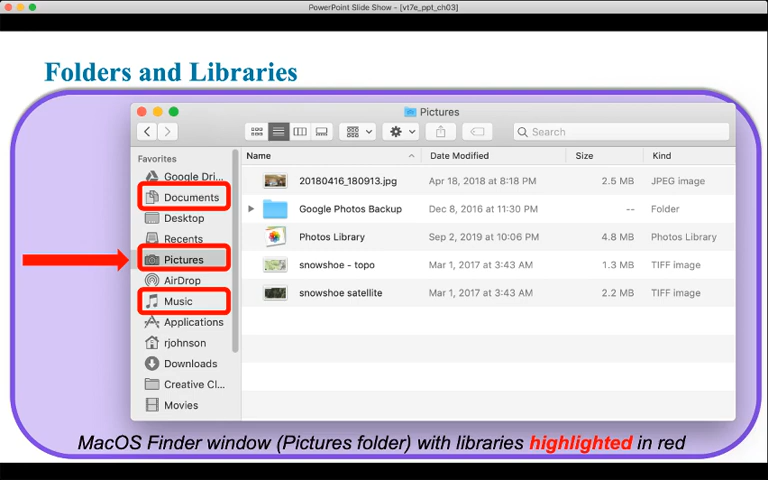 PowerPoint Slide Show - [vt7e_ppt_ch03]
Folders and Libraries
Pictures
Search
Favorites
Google Dri...
Documents
Desktop
Recents
Pictures
AirDrop
Music
Applications
rjohnson
Downloads
Creative Cl...
Movies
Name Date Modified Size Kind
20180416_180913.jpg Apr 18, 2018 at 8:18 PM 2.5 MB JPEG image
Google Photos Backup Dec 8, 2016 at 11:30 PM -- Folder
Photos Library Sep 2, 2019 at 10:06 PM 4.8 MB Photos Library
snowshoe - topo Mar 1, 2017 at 3:43 AM 1.3 MB TIFF image
snowshoe satellite Mar 1, 2017 at 3:43 AM 2.2 MB TIFF image
MacOS Finder window (Pictures folder) with libraries highlighted in red